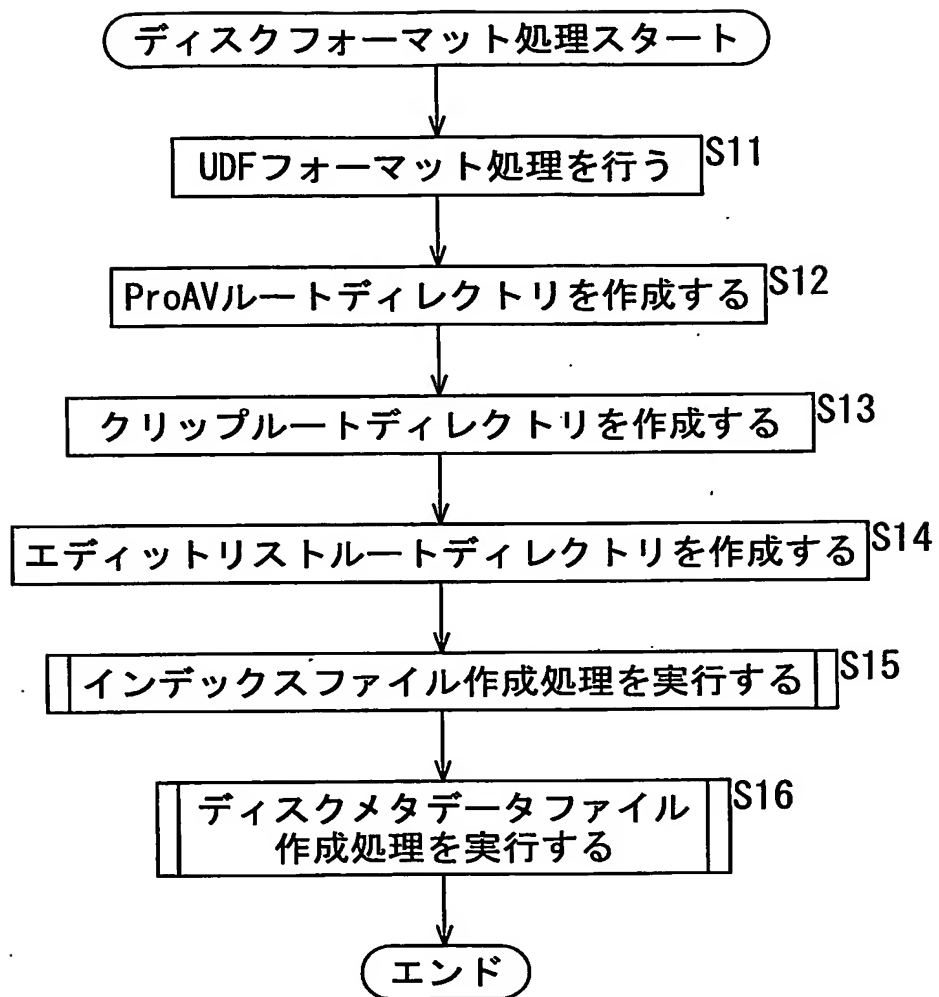 ディスクフォーマット処理スタート
UDFフォーマット処理を行う
S11
ProAVルートディレクトリを作成する
S12
クリップルートディレクトリを作成する
S13
エディットリストルートディレクトリを作成する
S14
インデックスファイル作成処理を実行する
S15
ディスクメタデータファイル
作成処理を実行する
S16
エンド